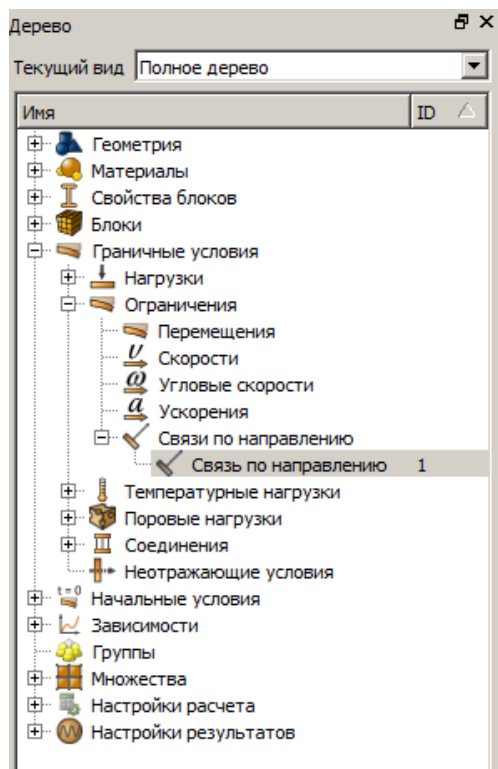 Дерево
Текущий вид Полное дерево
Имя ID
Геометрия
Материалы
Свойства блоков
Блоки
Граничные условия
Нагрузки
Ограничения
Перемещения
υ Скорости
ω Угловые скорости
a Ускорения
Связи по направлению
Связь по направлению 1
Температурные нагрузки
Поровые нагрузки
Соединения
Неотражающие условия
t=0 Начальные условия
Зависимости
Группы
Множества
Настройки расчета
Настройки результатов